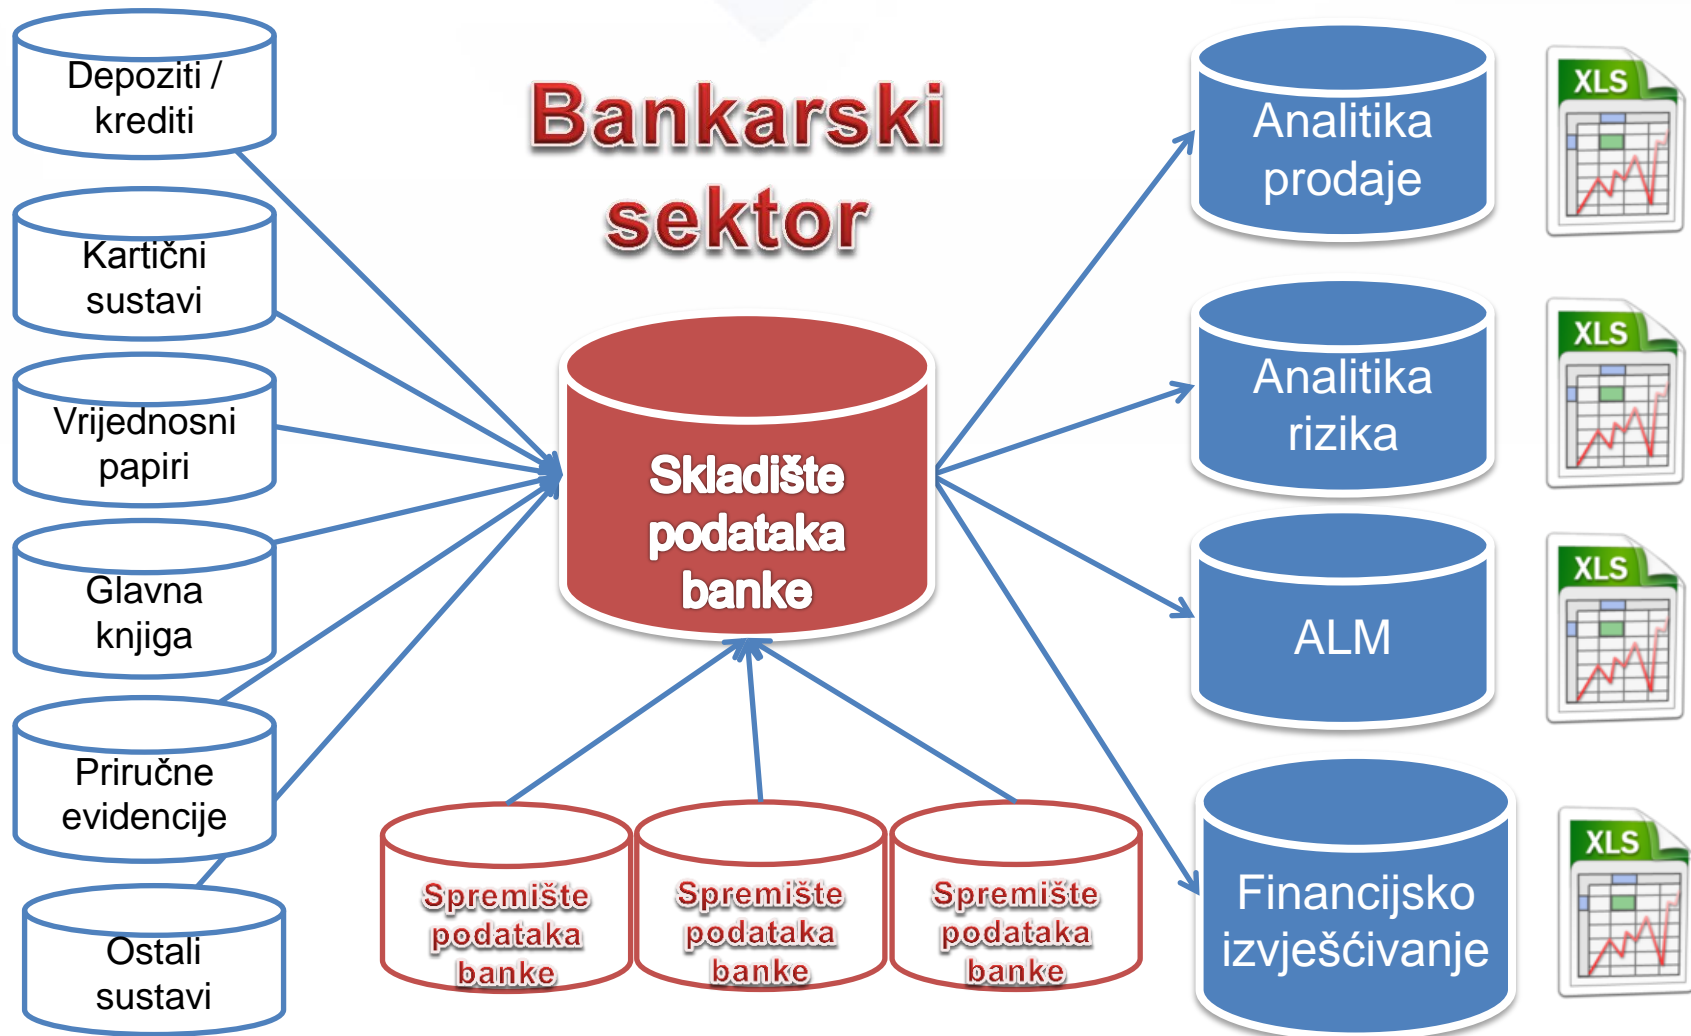 Bankarski
sektor
Depoziti /
krediti
Kartični
sustavi
Vrijednosni
papiri
Glavna
knjiga
Priručne
evidencije
Ostali
sustavi
Skladište
podataka
banke
Spremište
podataka
banke
Spremište
podataka
banke
Spremište
podataka
banke
Analitika
prodaje
XLS
Analitika
rizika
XLS
ALM
XLS
Financijsko
izvješćivanje
XLS